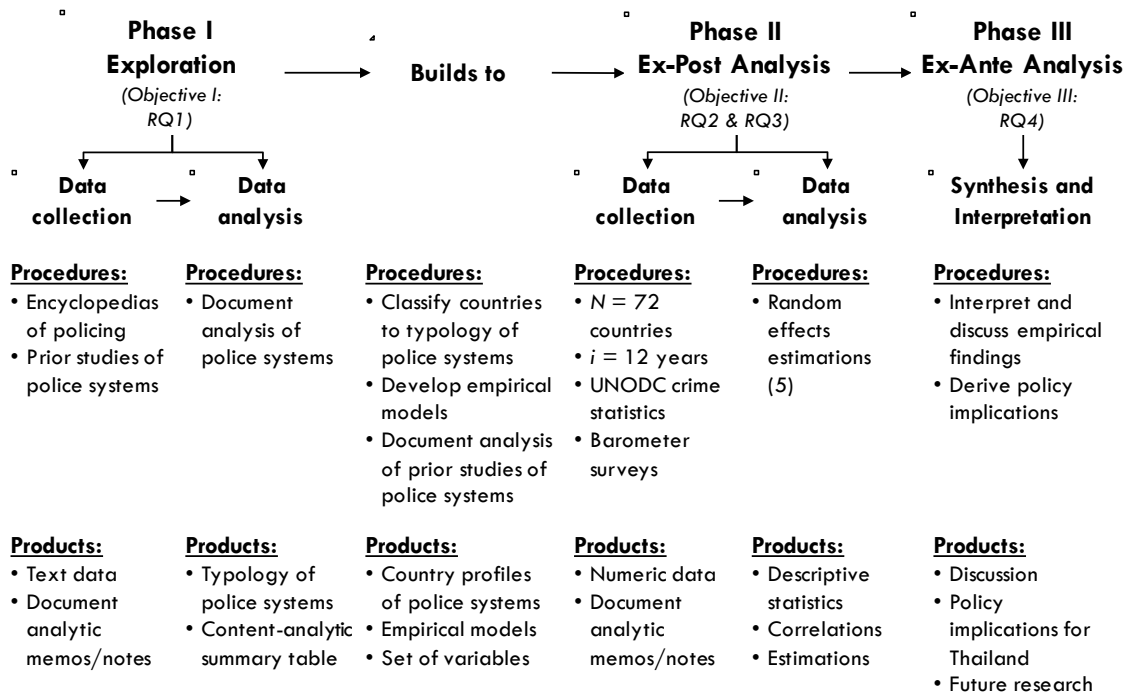 Phase I
Exploration
(Objective I:
RQ1)
Builds to
Phase II
Ex-Post Analysis
(Objective II:
RQ2 & RQ3)
Phase III
Ex-Ante Analysis
(Objective III:
RQ4)
Data
collection
Data
analysis
Data
collection
Data
analysis
Synthesis and
Interpretation
Procedures:
• Encyclopedias
of policing
• Prior studies of
police systems
Procedures:
• Document
analysis of
police systems
Procedures:
• Classify countries
to typology of
police systems
• Develop empirical
models
• Document analysis
of prior studies of
police systems
Procedures:
• N = 72
countries
• i = 12 years
• UNODC crime
statistics
• Barometer
surveys
Procedures:
• Random
effects
estimations
(5)
Procedures:
• Interpret and
discuss empirical
findings
• Derive policy
implications
Products:
• Text data
• Document
analytic
memos/notes
Products:
• Typology of
police systems
• Content-analytic
summary table
Products:
• Country profiles
of police systems
• Empirical models
• Set of variables
Products:
• Numeric data
• Document
analytic
memos/notes
Products:
• Descriptive
statistics
• Correlations
• Estimations
Products:
• Discussion
• Policy
implications for
Thailand
• Future research